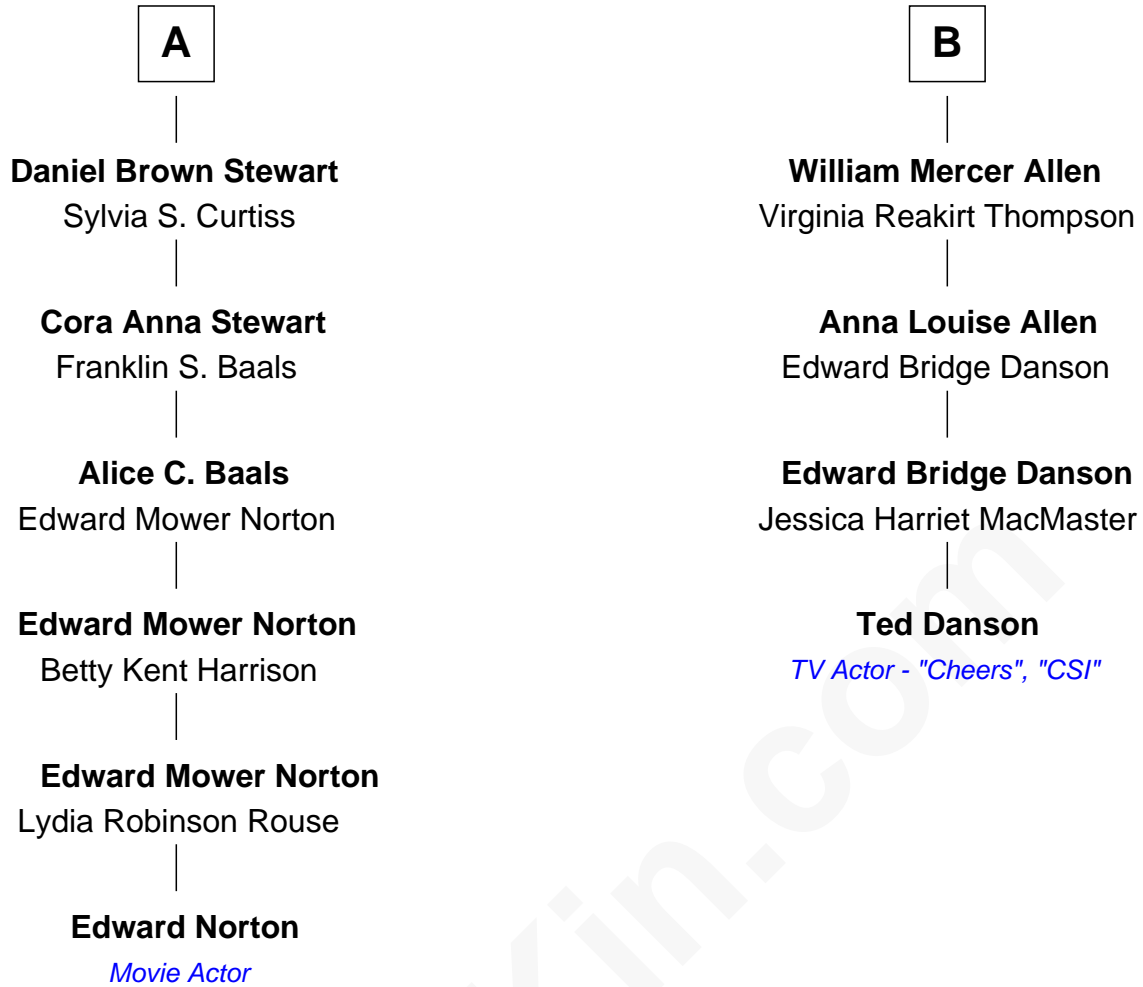 A
Daniel Brown Stewart
Sylvia S. Curtiss
Cora Anna Stewart
Franklin S. Baals
Alice C. Baals
Edward Mower Norton
Edward Mower Norton
Betty Kent Harrison
Edward Mower Norton
Lydia Robinson Rouse
Edward Norton
Movie Actor
B
William Mercer Allen
Virginia Reakirt Thompson
Anna Louise Allen
Edward Bridge Danson
Edward Bridge Danson
Jessica Harriet MacMaster
Ted Danson
TV Actor - "Cheers", "CSI"
Kin.com